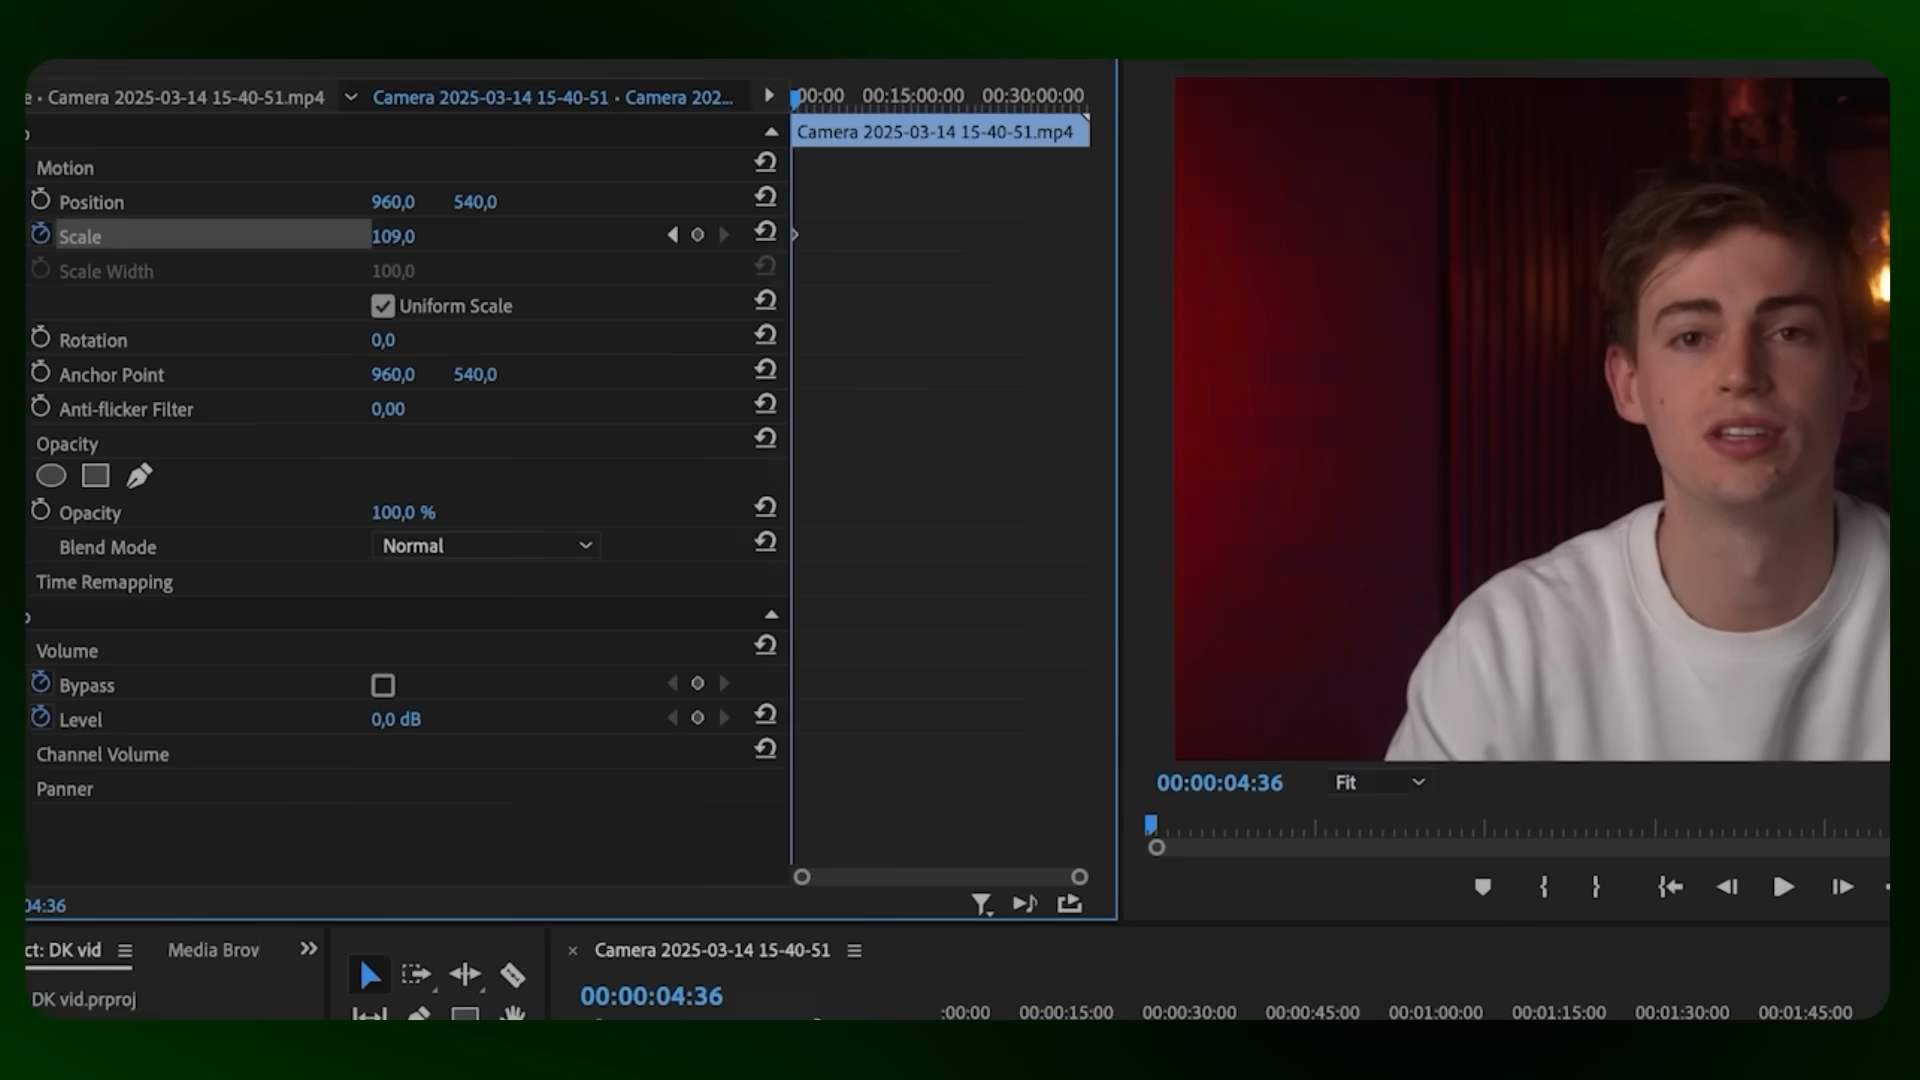 e • Camera 2025-03-14 15-40-51.mp4
Camera 2025-03-14 15-40-51 • Camera 202...
00:00 00:15:00:00 00:30:00:00
Camera 2025-03-14 15-40-51.mp4
Motion
Position 960,0 540,0
Scale 109,0
Scale Width 100,0
Uniform Scale
Rotation 0,0
Anchor Point 960,0 540,0
Anti-flicker Filter 0,00
Opacity
Opacity 100,0 %
Blend Mode Normal
Time Remapping
Volume
Bypass
Level 0,0 dB
Channel Volume
Panner
04:36
00:00:04:36 Fit
ct: DK vid
Media Brov
DK vid.prproj
Camera 2025-03-14 15-40-51
00:00:04:36
:00:00 00:00:15:00 00:00:30:00 00:00:45:00 00:01:00:00 00:01:15:00 00:01:30:00 00:01:45:00